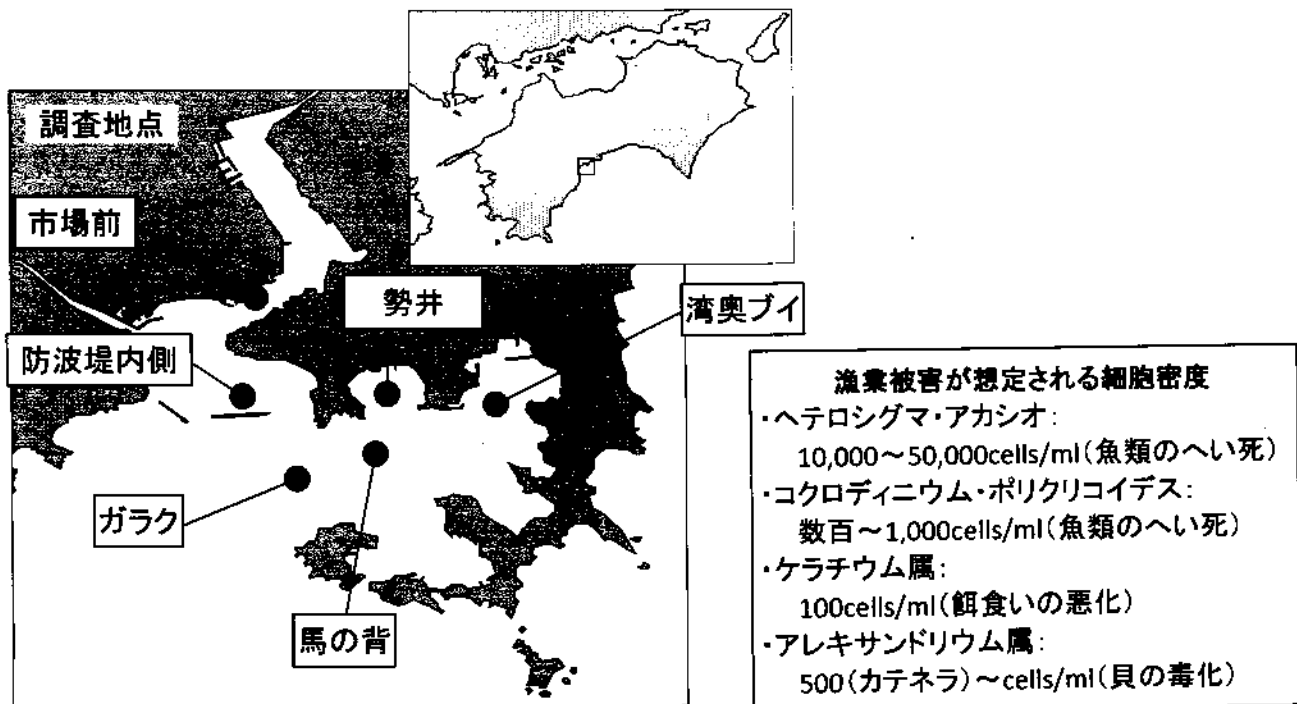 調査地点
市場前
勢井
湾奥ブイ
防波堤内側
ガラク
馬の背
漁業被害が想定される細胞密度
・ヘテロシグマ・アカシオ:
10,000～50,000cells/ml(魚類のへい死)
・コクロディニウム・ポリクリコイデス:
数百～1,000cells/ml(魚類のへい死)
・ケラチウム属:
100cells/ml(餌食いの悪化)
・アレキサンドリウム属:
500(カテネラ)～cells/ml(貝の毒化)